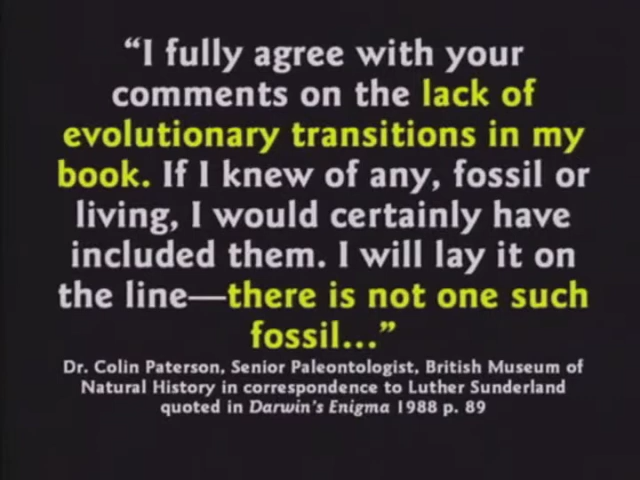 “I fully agree with your
comments on the lack of
evolutionary transitions in my
book. If I knew of any, fossil or
living, I would certainly have
included them. I will lay it on
the line—there is not one such
fossil...”
Dr. Colin Paterson, Senior Paleontologist, British Museum of
Natural History in correspondence to Luther Sunderland
quoted in Darwin's Enigma 1988 p. 89